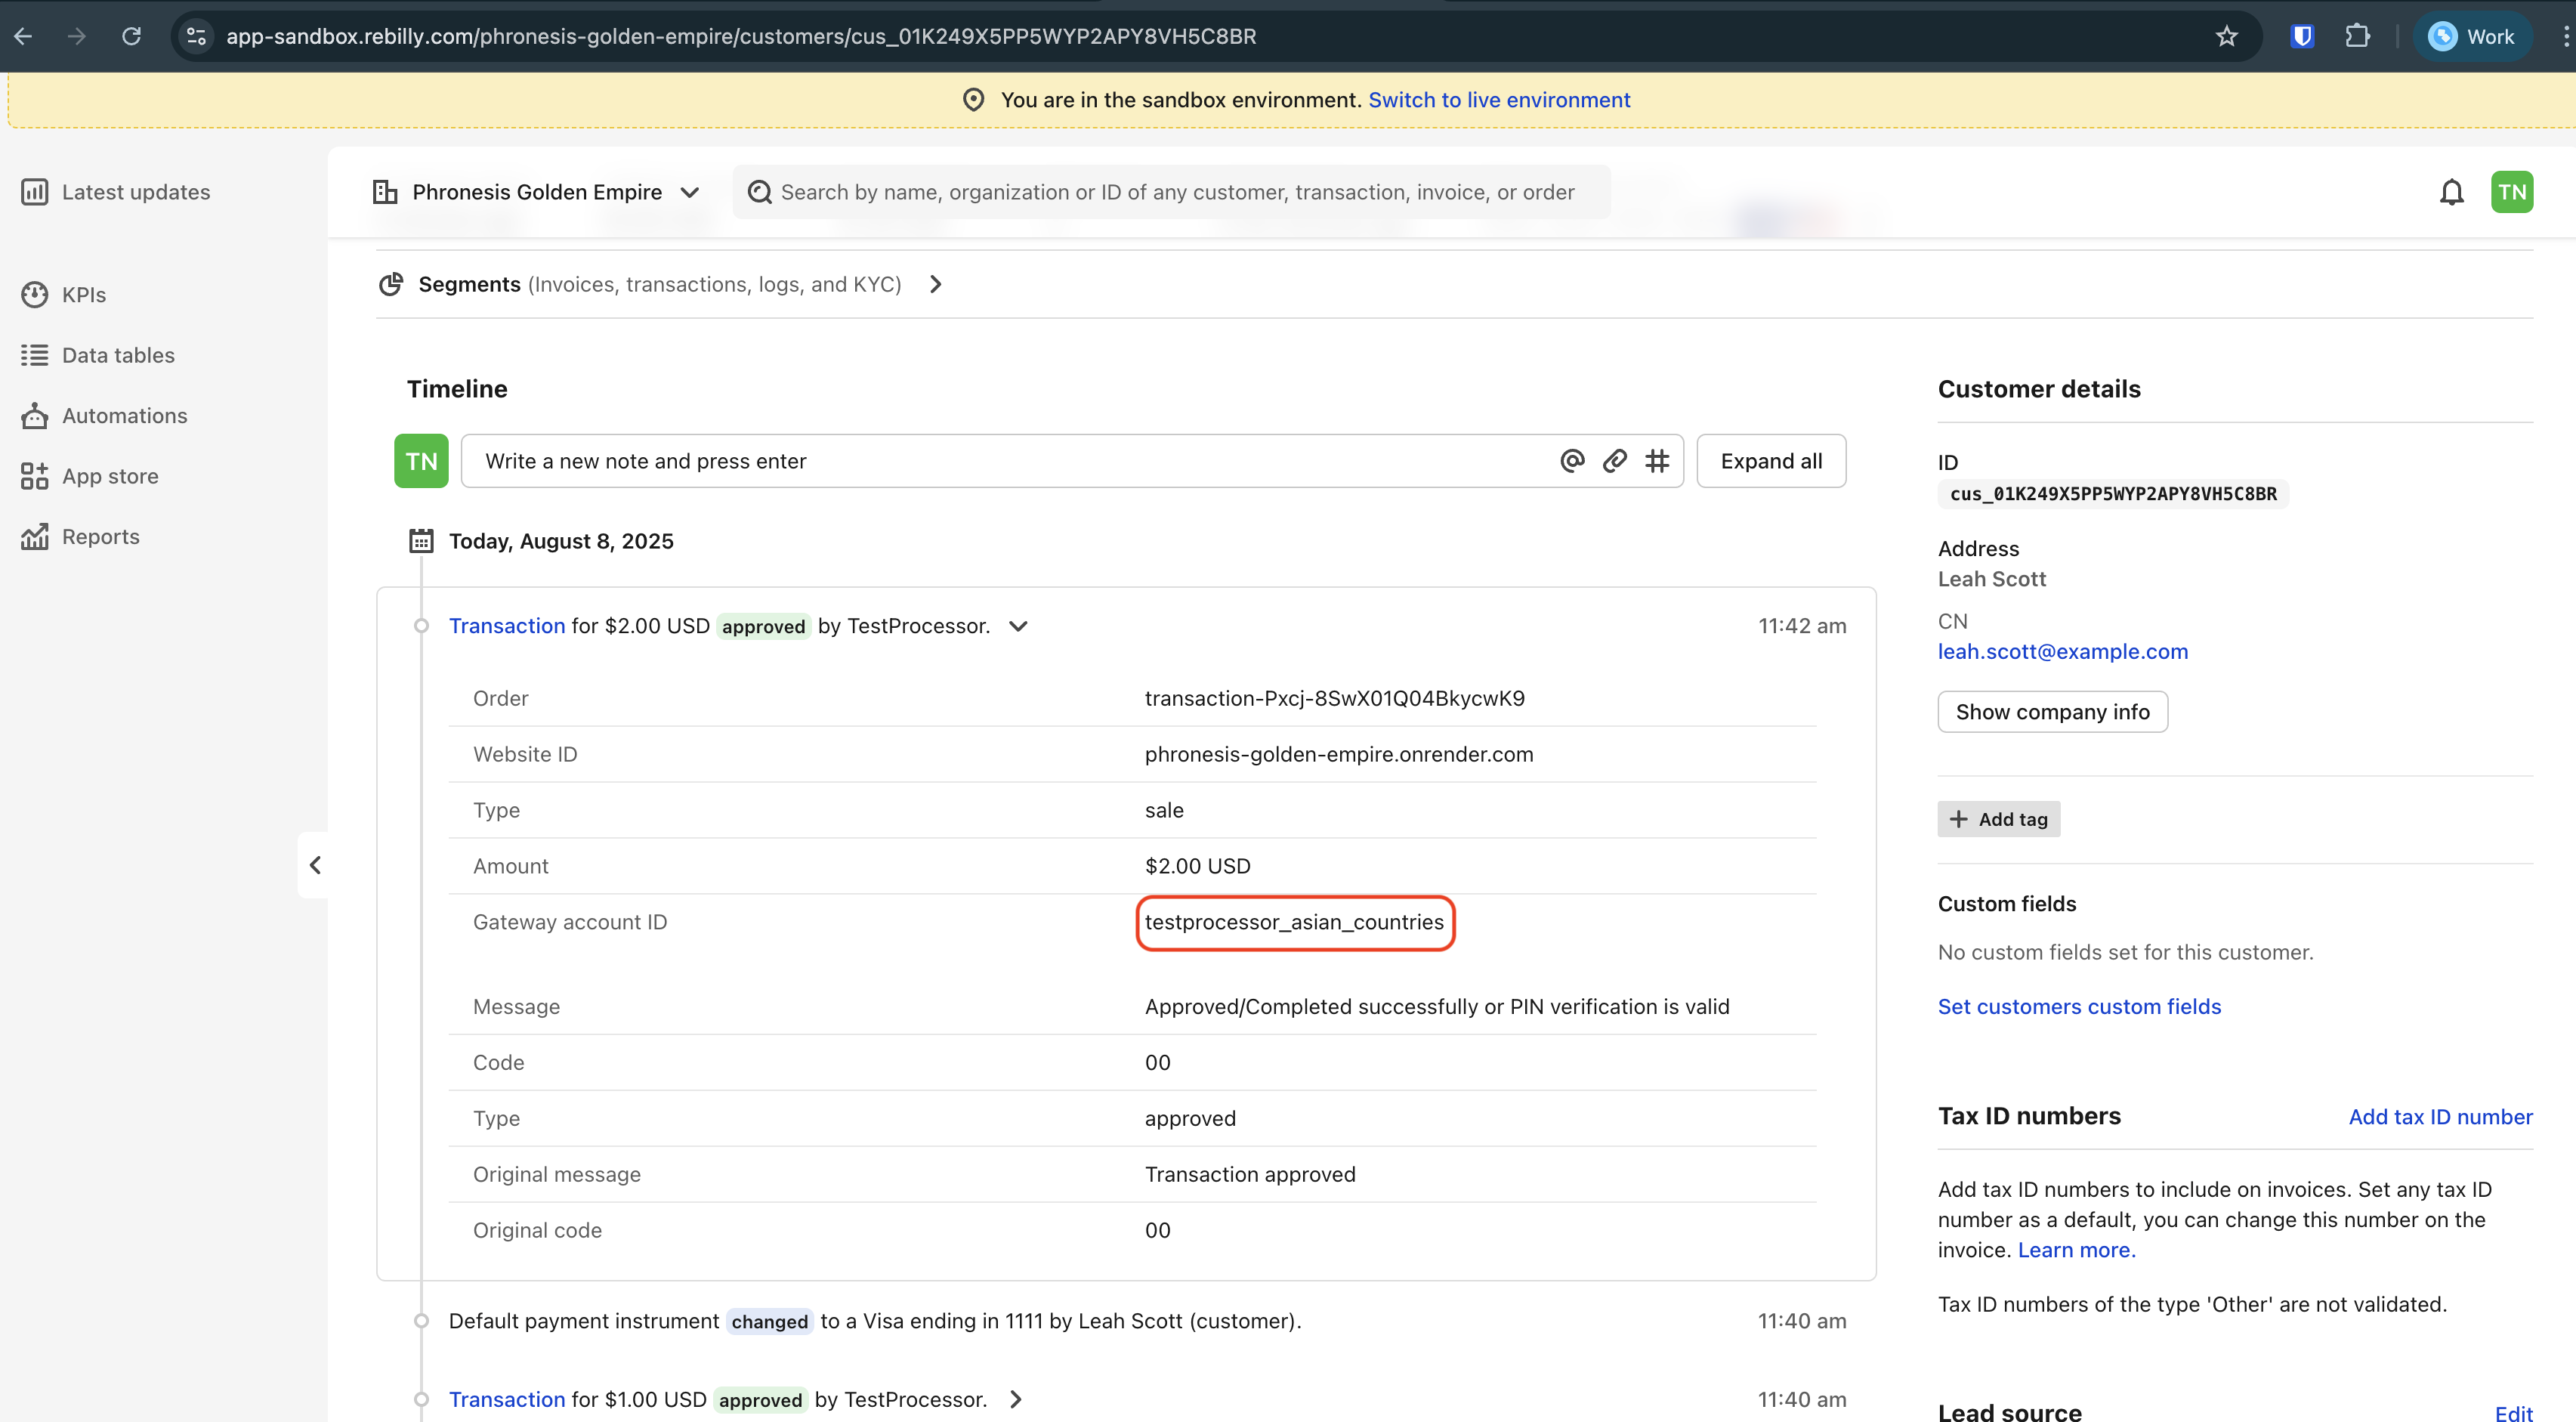 app-sandbox.rebilly.com/phronesis-golden-empire/customers/cus_01K249X5PP5WYP2APY8VH5C8BR
Work
You are in the sandbox environment. Switch to live environment
Latest updates
KPIs
Data tables
Automations
App store
Reports
Phronesis Golden Empire
Search by name, organization or ID of any customer, transaction, invoice, or order
TN
Segments (Invoices, transactions, logs, and KYC)
Timeline
TN
Write a new note and press enter
Expand all
Today, August 8, 2025
Transaction for $2.00 USD approved by TestProcessor.
11:42 am
Order transaction-Pxcj-8SwX01Q04BkycwK9
Website ID phronesis-golden-empire.onrender.com
Type sale
Amount $2.00 USD
Gateway account ID testprocessor_asian_countries
Message Approved/Completed successfully or PIN verification is valid
Code 00
Type approved
Original message Transaction approved
Original code 00
Default payment instrument changed to a Visa ending in 1111 by Leah Scott (customer).
11:40 am
Transaction for $1.00 USD approved by TestProcessor.
11:40 am
Customer details
ID
cus_01K249X5PP5WYP2APY8VH5C8BR
Address
Leah Scott
CN
leah.scott@example.com
Show company info
Add tag
Custom fields
No custom fields set for this customer.
Set customers custom fields
Tax ID numbers
Add tax ID number
Add tax ID numbers to include on invoices. Set any tax ID
number as a default, you can change this number on the
invoice. Learn more.
Tax ID numbers of the type 'Other' are not validated.
Lead source
Edit